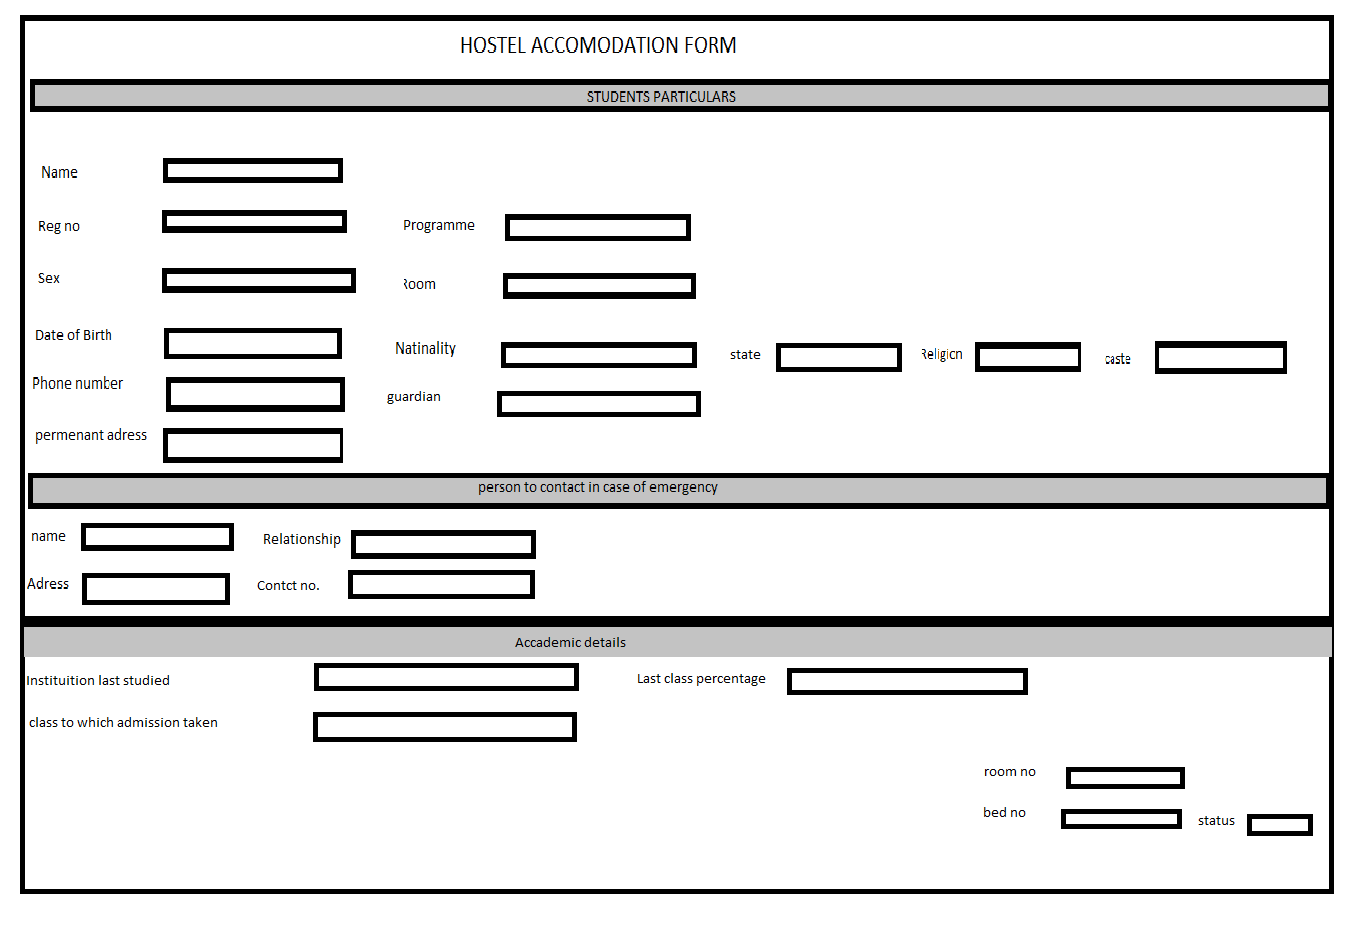 HOSTEL ACCOMODATION FORM
STUDENTS PARTICULARS
Name
Reg no Programme
Sex Room
Date of Birth Natinality state Religion caste
Phone number guardian
permenant adress
person to contact in case of emergency
name Relationship
Adress Contct no.
Accademic details
Instituition last studied Last class percentage
class to which admission taken
room no
bed no status